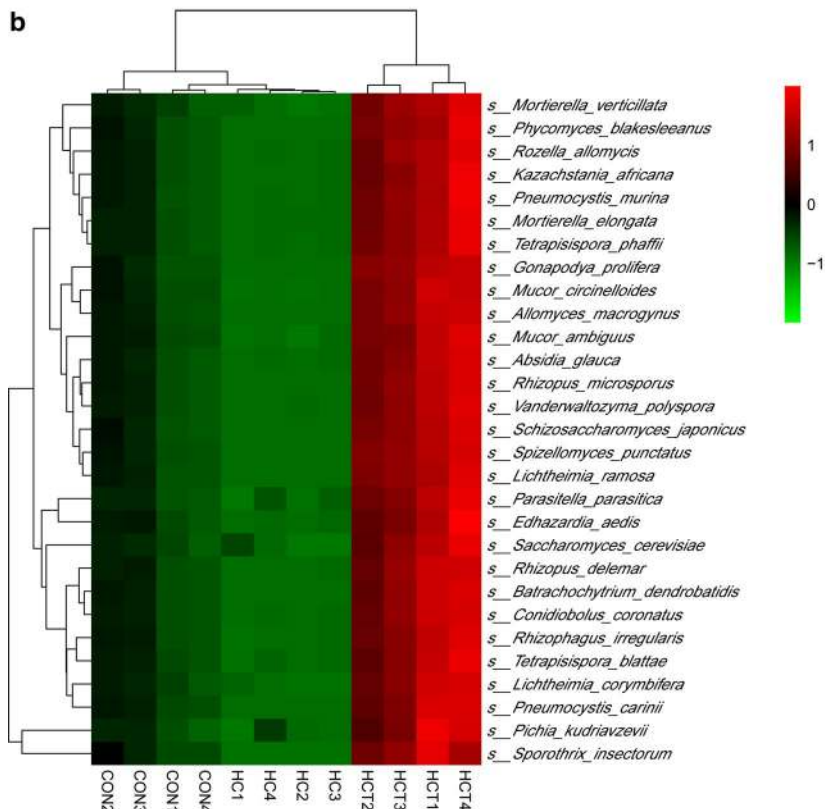 b
s__Mortierella_verticillata
s__Phycomyces_blakesleeanus
s__Rozella_allomycis
s__Kazachstania_africana
s__Pneumocystis_murina
s__Mortierella_elongata
s__Tetrapisispora_phaffii
s__Gonapodya_prolifera
s__Mucor_circinelloides
s__Allomyces_macrogynus
s__Mucor_ambiguus
s__Absidia_glauca
s__Rhizopus_microsporus
s__Vanderwaltozyma_polyspora
s__Schizosaccharomyces_japonicus
s__Spizellomyces_punctatus
s__Lichtheimia_ramosa
s__Parasitella_parasitica
s__Edhazardia_aedis
s__Saccharomyces_cerevisiae
s__Rhizopus_delemar
s__Batrachochytrium_dendrobatidis
s__Conidiobolus_coronatus
s__Rhizophagus_irregularis
s__Tetrapisispora_blattae
s__Lichtheimia_corymbifera
s__Pneumocystis_carinii
s__Pichia_kudriavzevii
s__Sporothrix_insectorum
1
0
−1
CON2
CON3
CON1
CON4
HC1
HC4
HC2
HC3
HCT2
HCT3
HCT1
HCT4